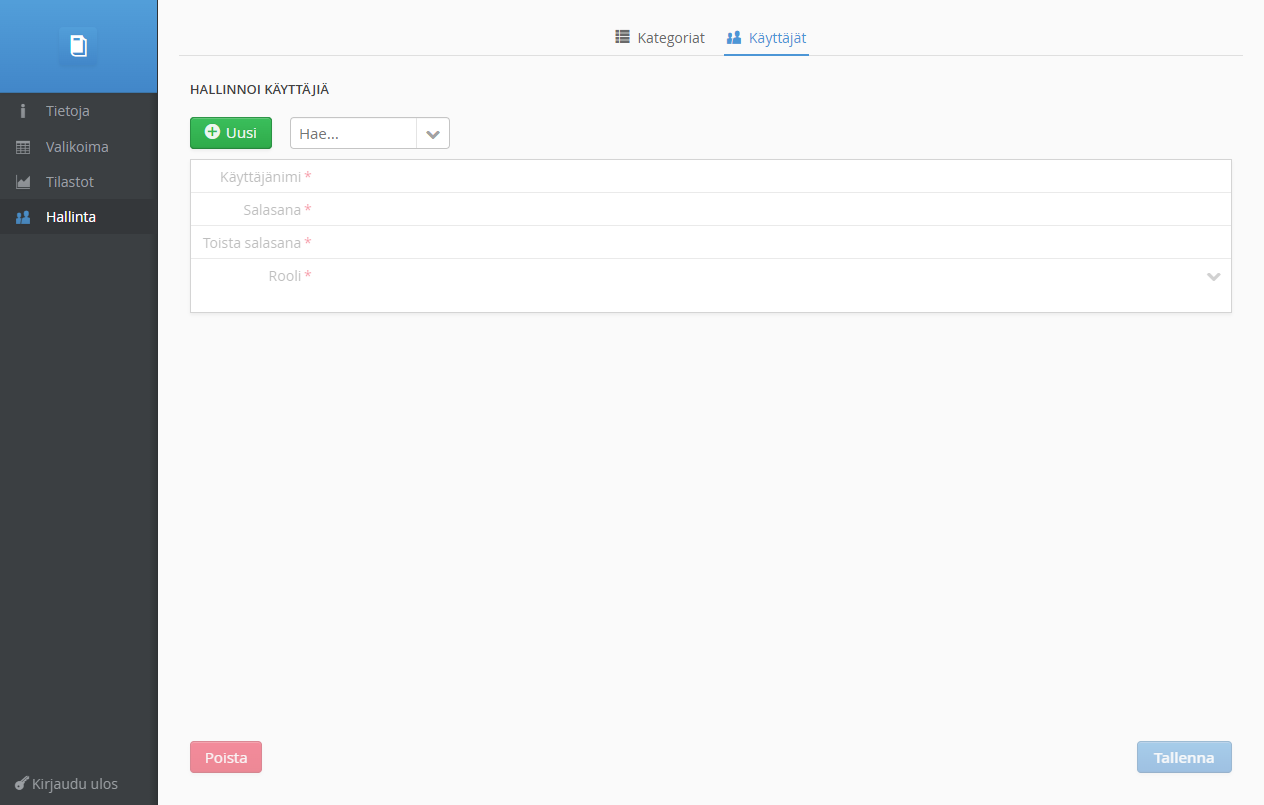 Kategoriat
Käyttäjät
Tietoja
Valikoima
Tilastot
Hallinta
Kirjaudu ulos
HALLINNOI KÄYTTÄJIÄ
Uusi
Hae...
Käyttäjänimi *
Salasana *
Toista salasana *
Rooli *
Poista
Tallenna